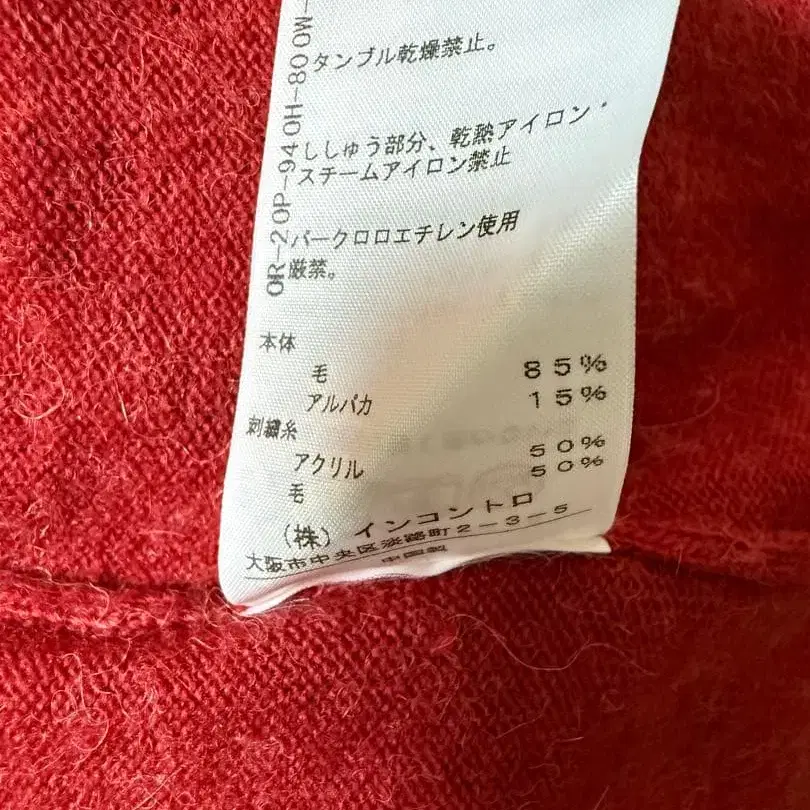 タンブル乾燥禁止。
ししゅう部分、乾熱アイロン・
スチームアイロン禁止
パークロロエチレン使用
厳禁。
0R-20P-940H-800W-
本体
毛 85%
アルパカ 15%
刺繍糸
アクリル 50%
毛 50%
(株) インコントロ
大阪市中央区淡路町2-3-5
中国製